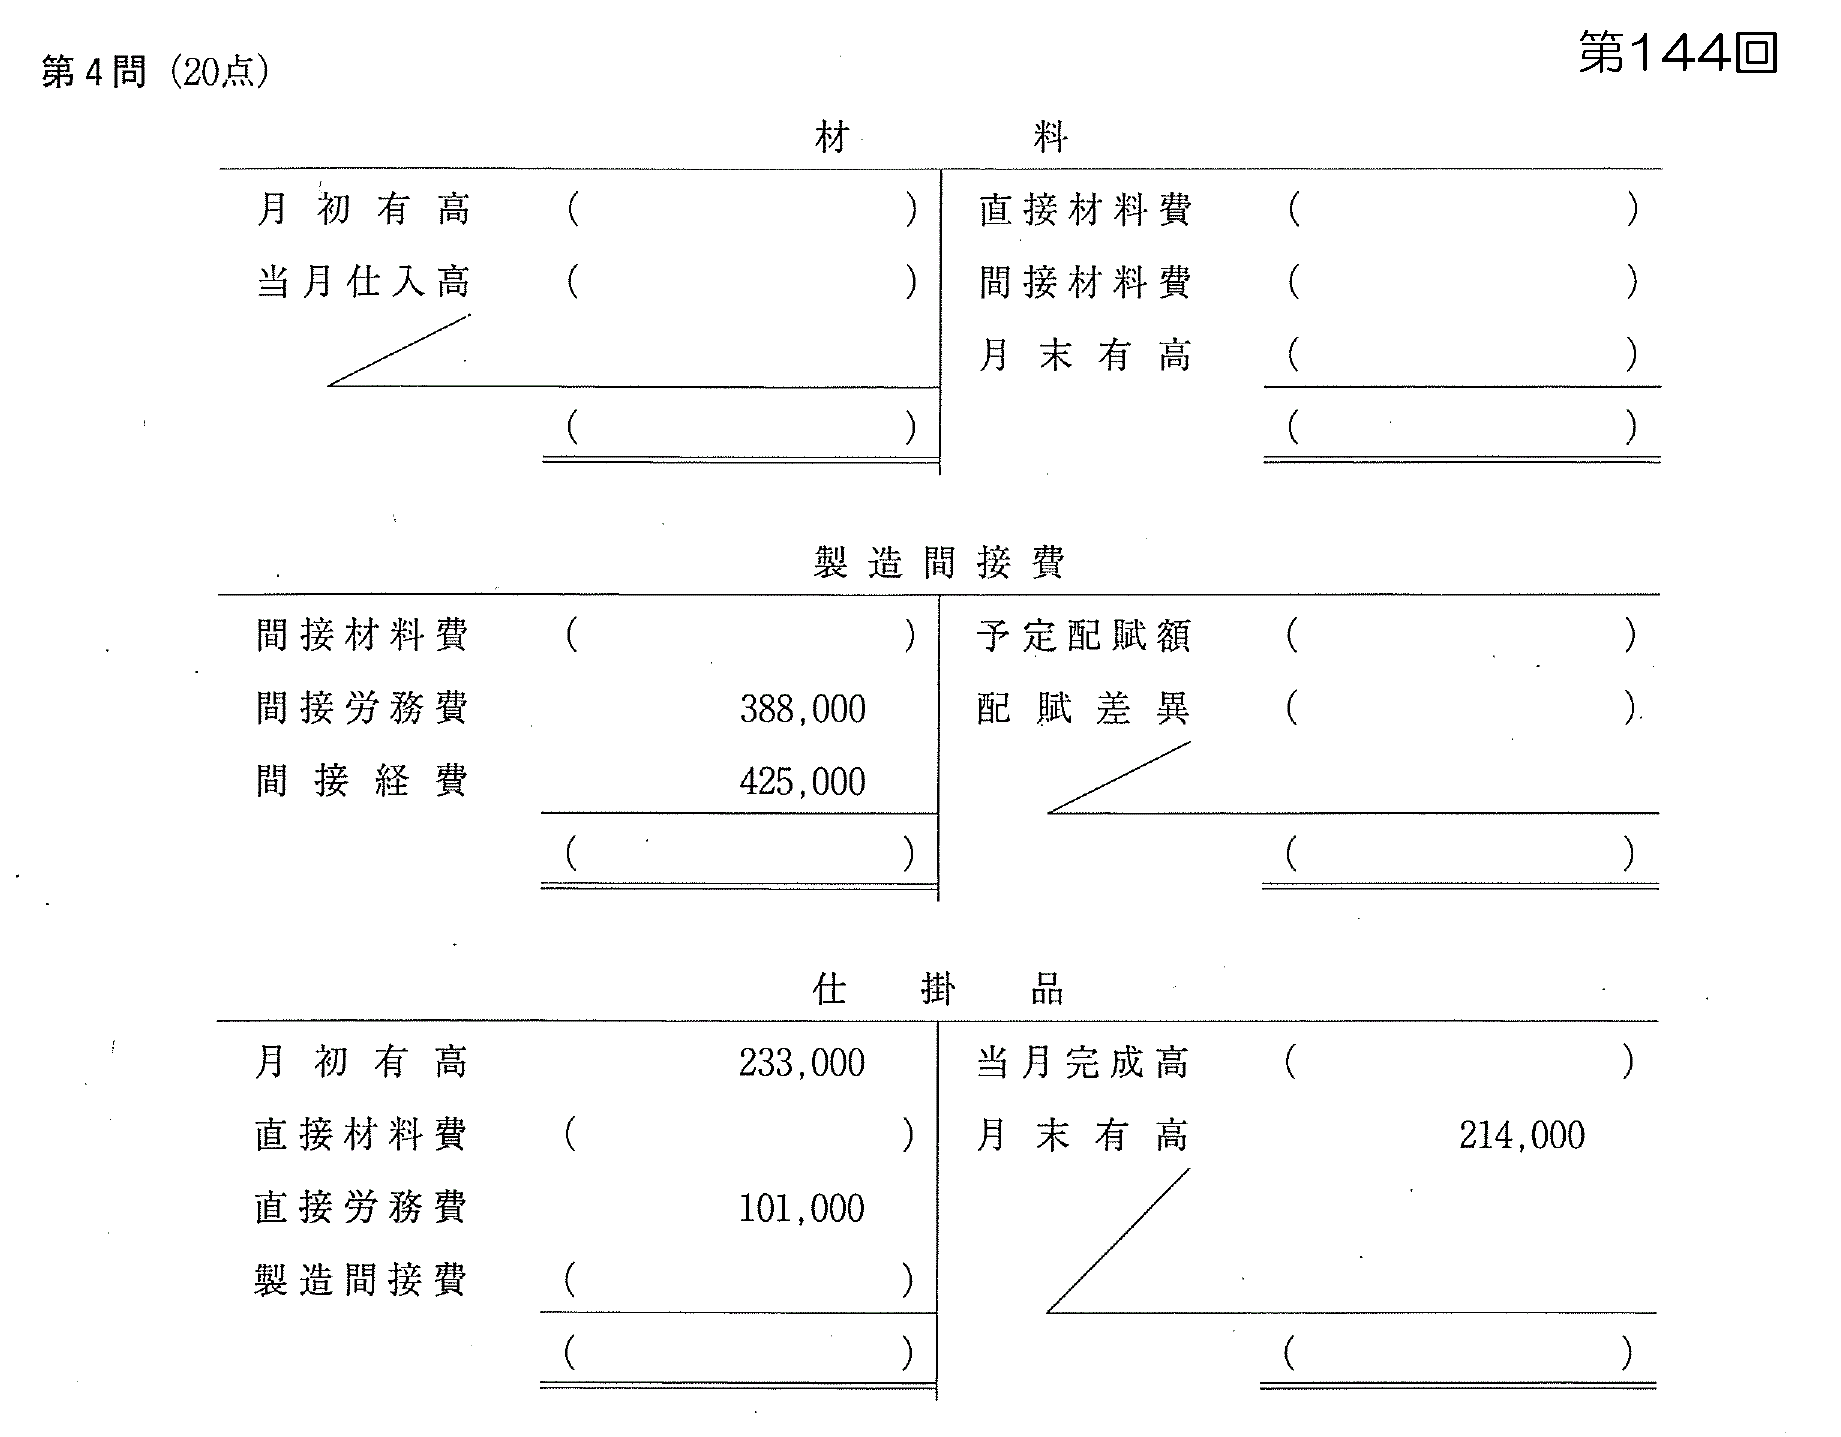 第4問(20点)
第144回
材料
月初有高 ( ) 直接材料費 ( )
当月仕入高 ( ) 間接材料費 ( )
月末有高 ( )
( ) ( )
製造間接費
間接材料費 ( ) 予定配賦額 ( )
間接労務費 388,000 配賦差異 ( )
間接経費 425,000
( ) ( )
仕掛品
月初有高 233,000 当月完成高 ( )
直接材料費 ( ) 月末有高 214,000
直接労務費 101,000
製造間接費 ( )
( ) ( )